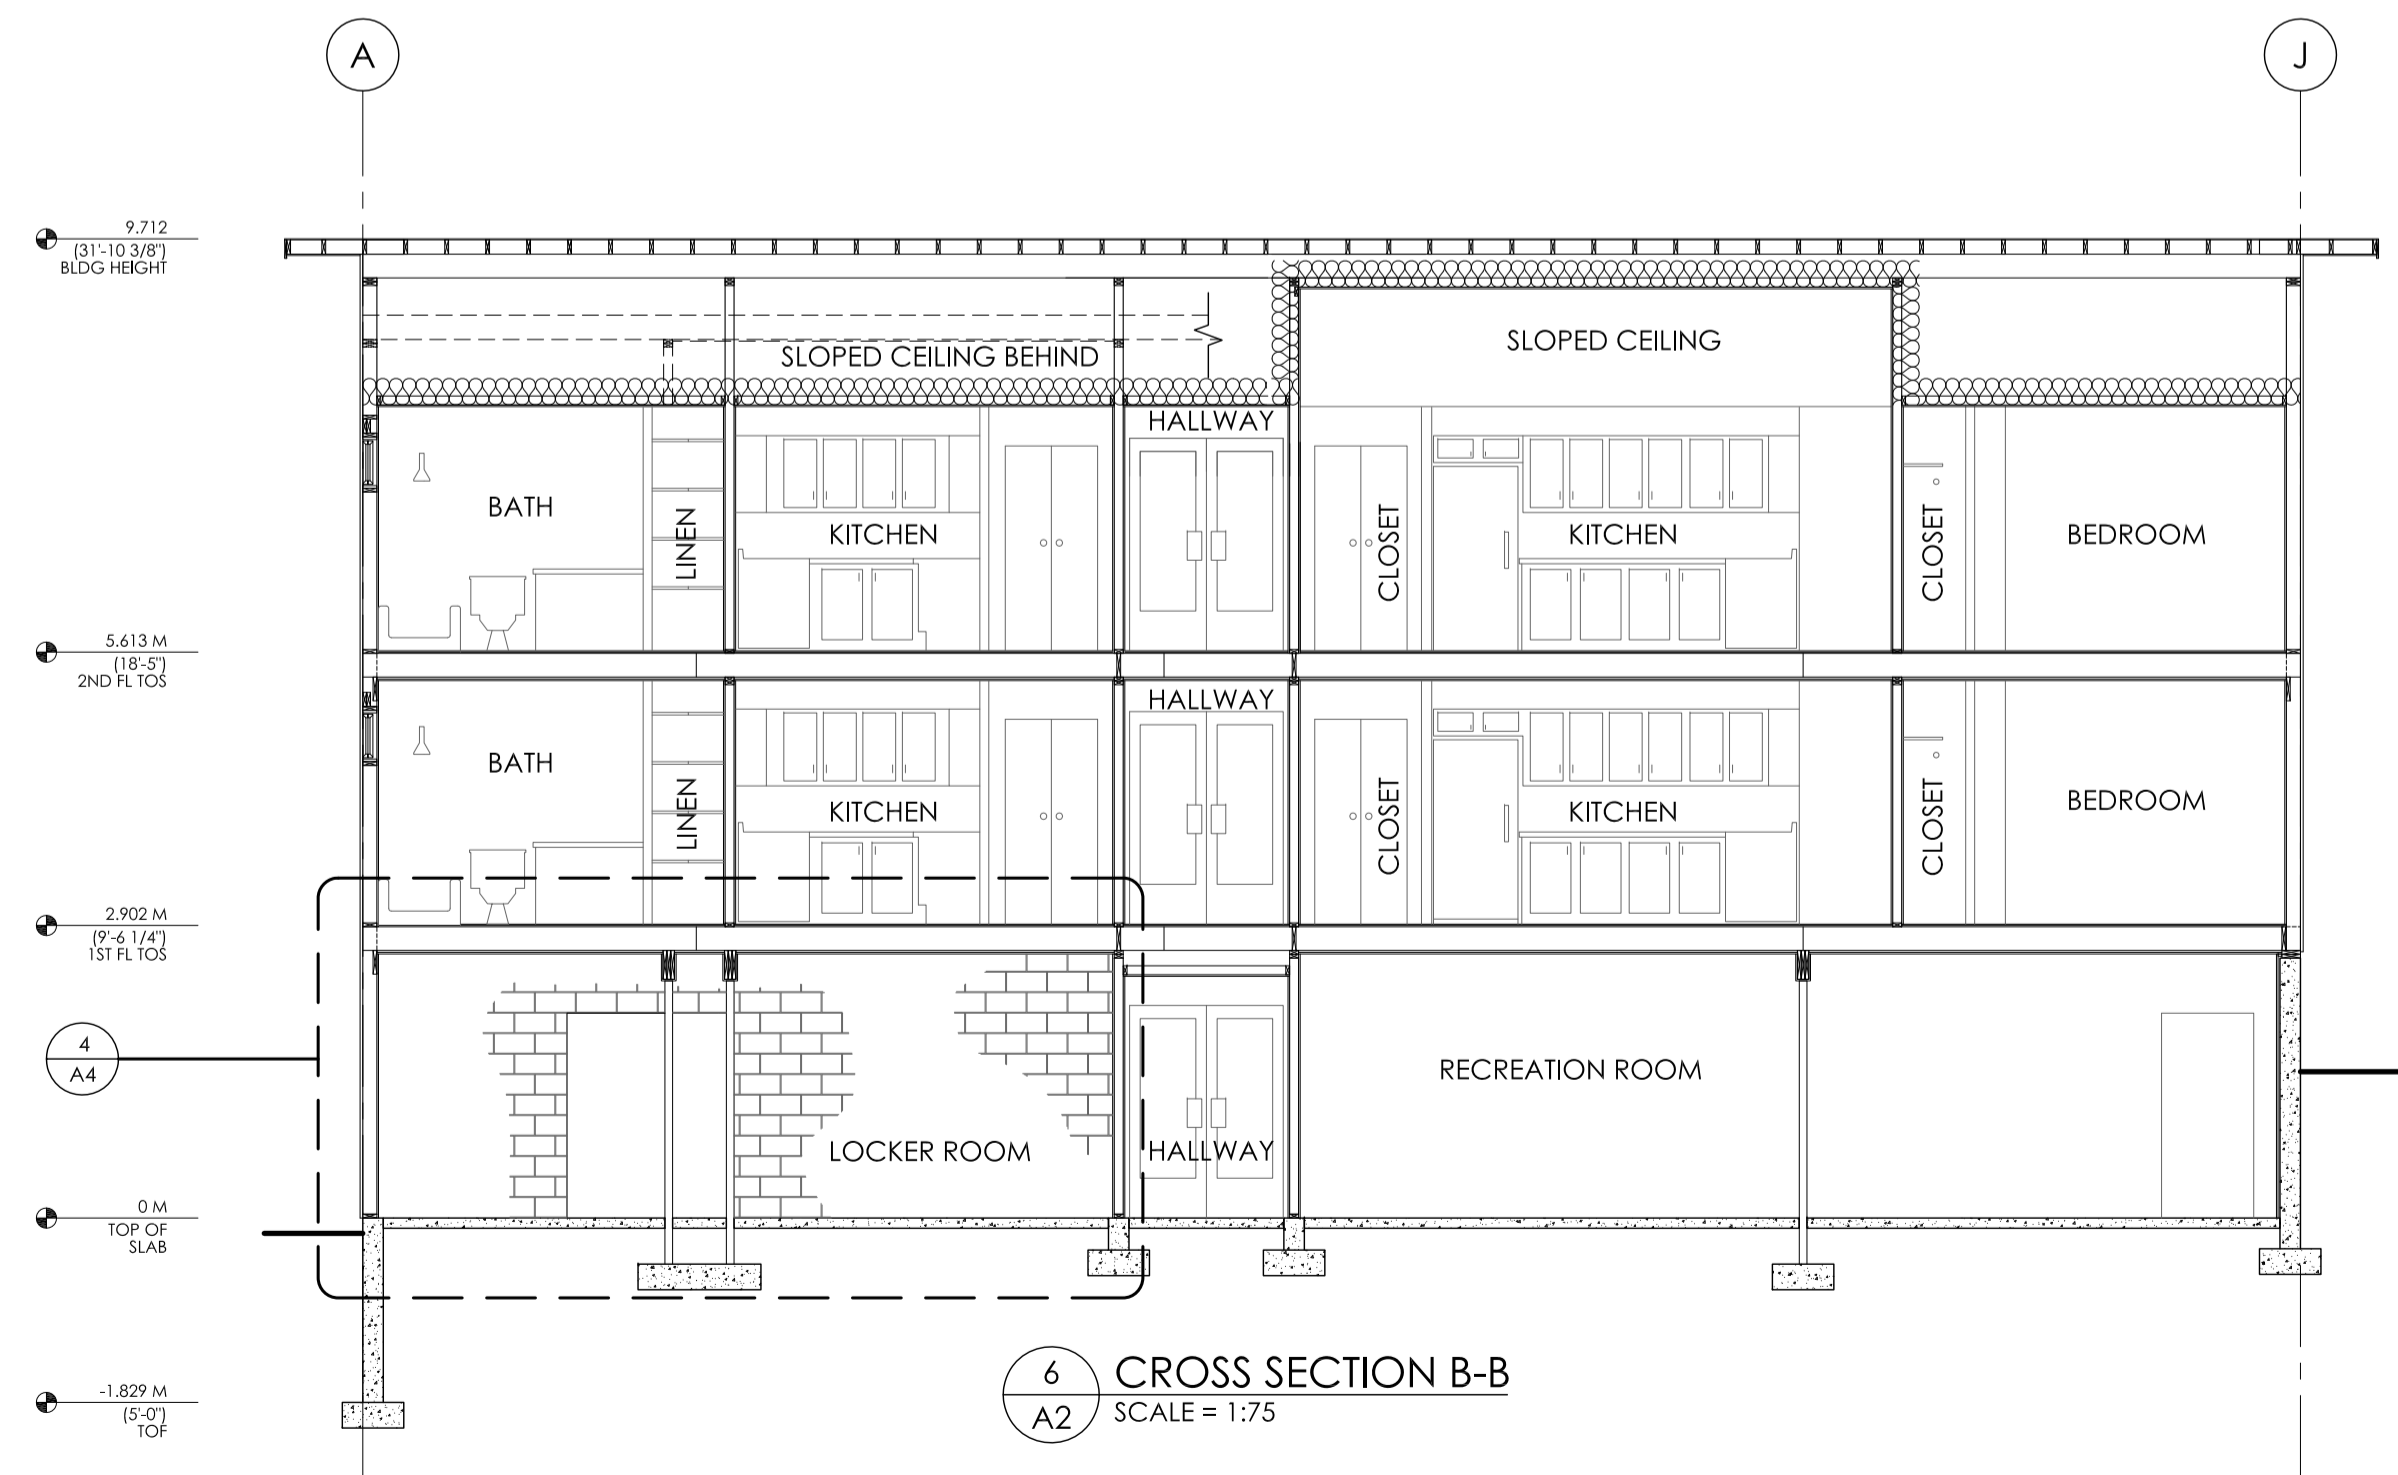 A
J
9.712
(31'-10 3/8")
BLDG HEIGHT
SLOPED CEILING
SLOPED CEILING BEHIND
HALLWAY
BATH
LINEN
KITCHEN
CLOSET
KITCHEN
CLOSET
BEDROOM
5.613 M
(18'-5")
2ND FL TOS
HALLWAY
BATH
LINEN
KITCHEN
CLOSET
KITCHEN
CLOSET
BEDROOM
2.902 M
(9'-6 1/4")
1ST FL TOS
4
A4
RECREATION ROOM
LOCKER ROOM
HALLWAY
0 M
TOP OF
SLAB
-1.829 M
(5'-0")
TOF
6
A2
CROSS SECTION B-B
SCALE = 1:75